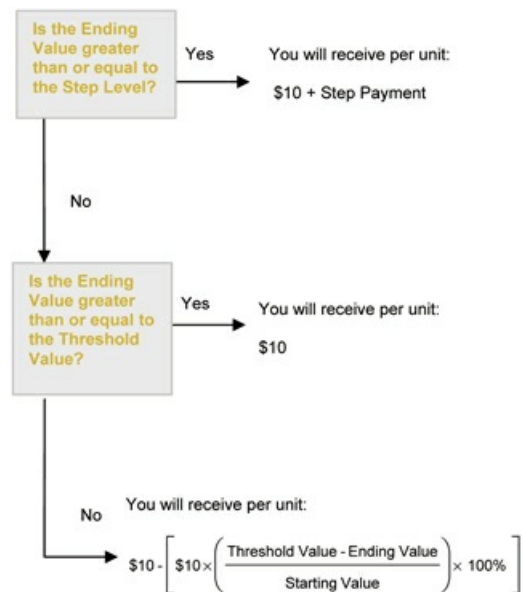 Is the Ending
Value greater
than or equal to
the Step Level?
Yes
You will receive per unit:
$10 + Step Payment
No
Is the Ending
Value greater
than or equal to
the Threshold
Value?
Yes
You will receive per unit:
$10
No
You will receive per unit:
$10 - [ $10 × ( Threshold Value - Ending Value / Starting Value ) × 100% ]